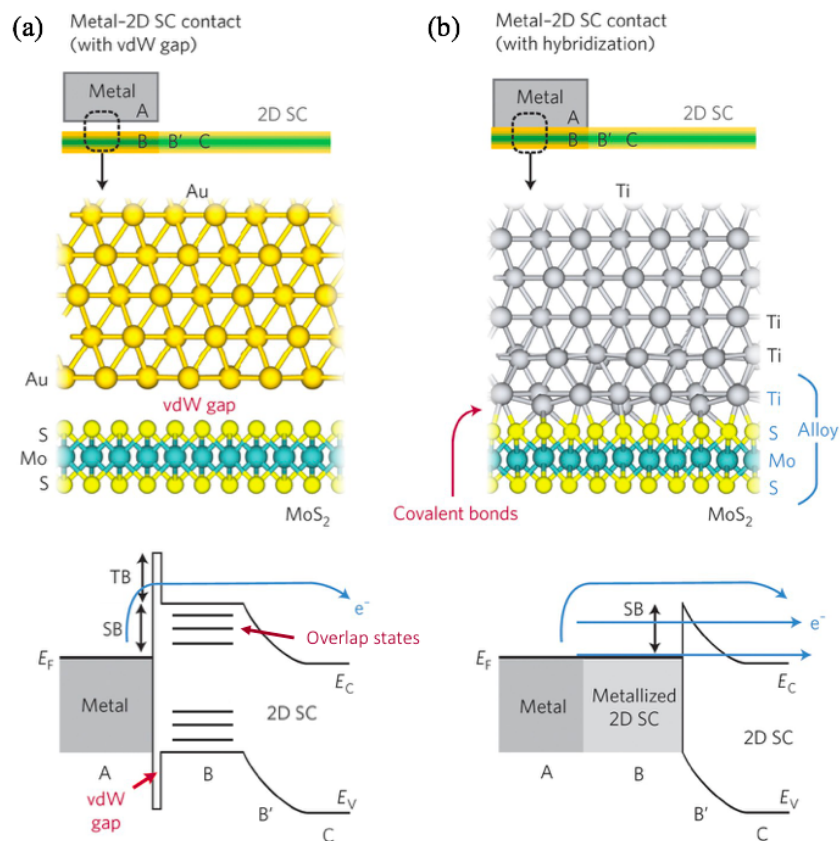 (a)
Metal–2D SC contact
(with vdW gap)
Metal
A
2D SC
B B' C
Au
Au
vdW gap
S
Mo
S
MoS2
TB
SB
e-
Overlap states
EF
EC
Metal
2D SC
A
B
vdW
gap
B'
EV
C
(b)
Metal–2D SC contact
(with hybridization)
Metal
A
2D SC
B B' C
Ti
Ti
Ti
Ti
S
Alloy
Mo
S
Covalent bonds
MoS2
SB
e-
EF
EC
Metal
Metallized
2D SC
2D SC
A
B
B'
EV
C